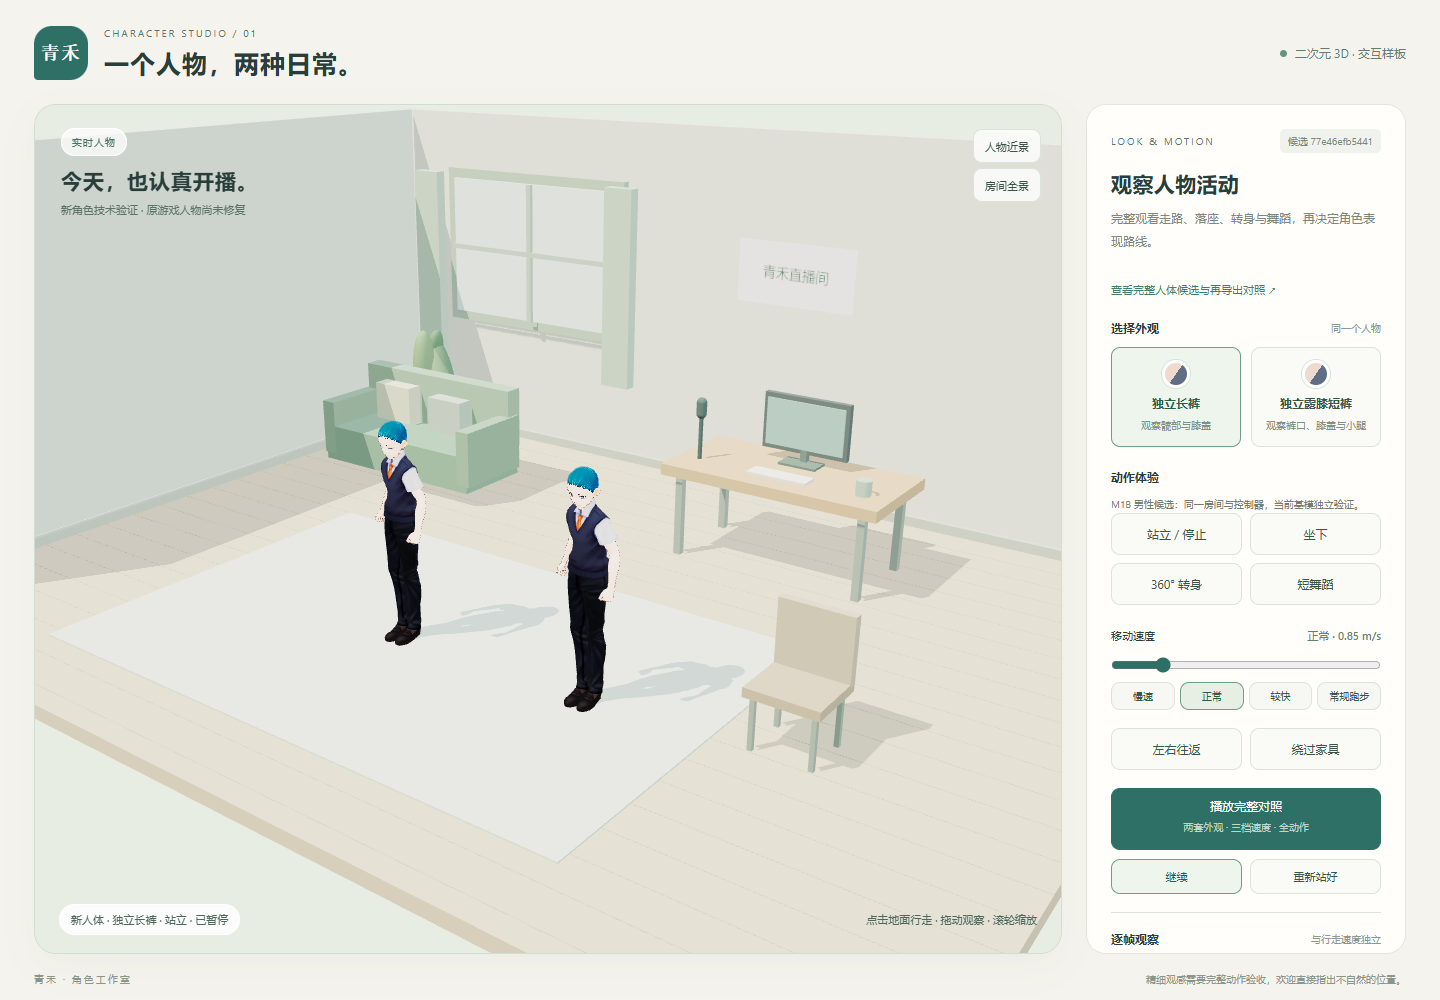 青禾
CHARACTER STUDIO / 01
一个人物，两种日常。
二次元 3D · 交互样板
实时人物
今天，也认真开播。
新角色技术验证 · 原游戏人物尚未修复
人物近景
房间全景
青禾直播间
新人体 · 独立长裤 · 站立 · 已暂停
点击地面行走 · 拖动观察 · 滚轮缩放
LOOK & MOTION
候选 77e46efb5441
观察人物活动
完整观看走路、落座、转身与舞蹈，再决定角色表
现路线。
查看完整人体候选与再导出对照 ↗
选择外观
同一个人物
独立长裤
观察髋部与膝盖
独立露膝短裤
观察裤口、膝盖与小腿
动作体验
M1B 男性候选：同一房间与控制器，当前基模独立验证。
站立 / 停止
坐下
360° 转身
短舞蹈
移动速度
正常 · 0.85 m/s
慢速
正常
较快
常规跑步
左右往返
绕过家具
播放完整对照
两套外观 · 三档速度 · 全动作
继续
重新站好
逐帧观察
与行走速度独立
青禾 · 角色工作室
精细观感需要完整动作验收，欢迎直接指出不自然的位置。